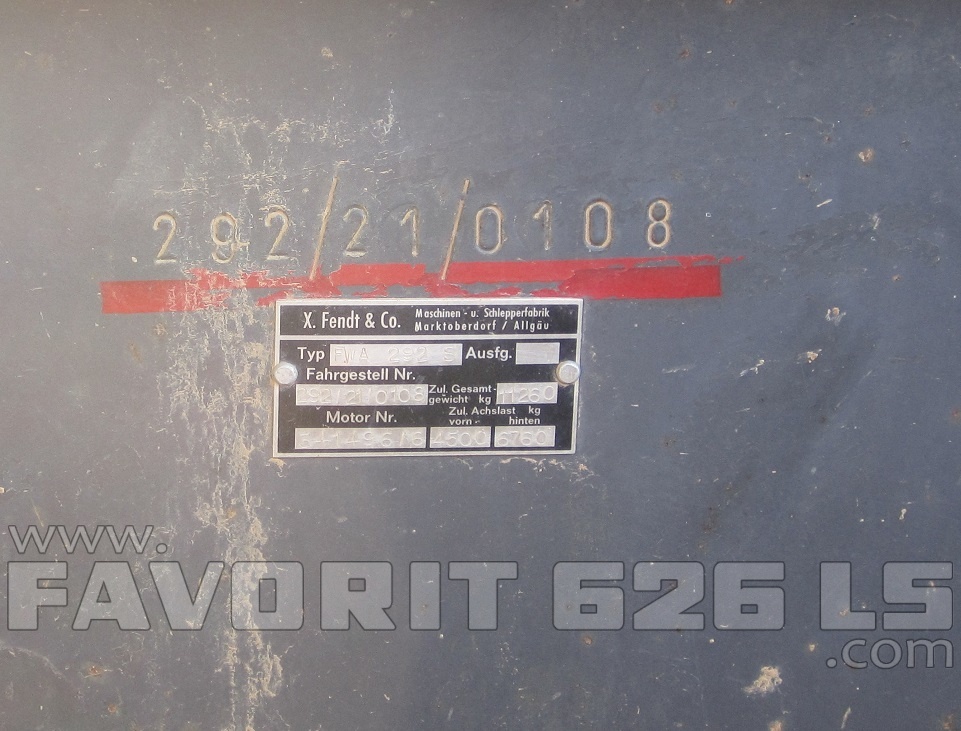 292/21/0108
X. Fendt & Co. Maschinen - u. Schlepperfabrik
Marktoberdorf / Allgäu
Typ FWA 292 S Ausfg.
Fahrgestell Nr.
292/21/0108 Zul. Gesamt-
gewicht kg 11260
Motor Nr. Zul. Achslast kg
vorn - hinten
4500 6760
www.
FAVORIT 626 LS
.com